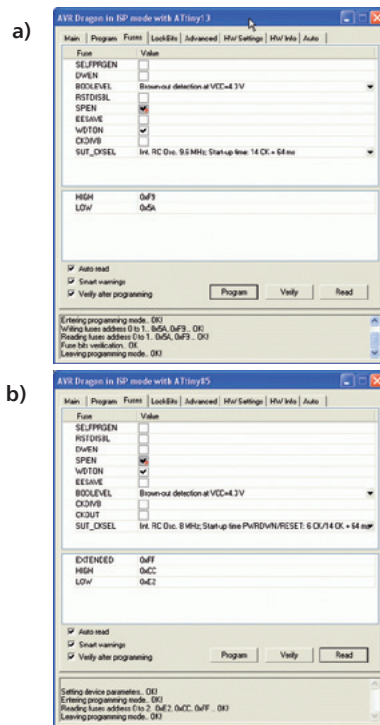 a)
AVR Dragon in ISP mode with ATtiny13
Main Program Fuses LockBits Advanced HW Settings HW Info Auto
Fuse Value
SELFPRGEN
DWEN
BODLEVEL Brown-out detection at VCC=4.3 V
RSTDISBL
SPIEN
EESAVE
WDTON
CKDIV8
SUT_CKSEL Int. RC Osc. 9.6 MHz; Start-up time: 14 CK + 64 ms
HIGH 0xF9
LOW 0x5A
Auto read
Smart warnings
Verify after programming
Program Verify Read
Entering programming mode.. OK!
Writing fuses address 0 to 1.. 0x5A, 0xF9 .. OK!
Reading fuses address 0 to 1.. 0x5A, 0xF9 .. OK!
Fuse bits verification.. OK
Leaving programming mode.. OK!
b)
AVR Dragon in ISP mode with ATtiny85
Main Program Fuses LockBits Advanced HW Settings HW Info Auto
Fuse Value
SELFPRGEN
RSTDISBL
DWEN
SPIEN
WDTON
EESAVE
BODLEVEL Brown-out detection at VCC=4.3 V
CKDIV8
CKOUT
SUT_CKSEL Int. RC Osc. 8 MHz; Start-up time PWRDWN/RESET: 6 CK/14 CK + 64 ms
EXTENDED 0xFF
HIGH 0xCC
LOW 0xE2
Auto read
Smart warnings
Verify after programming
Program Verify Read
Setting device parameters.. OK!
Entering programming mode.. OK!
Reading fuses address 0 to 2.. 0xE2, 0xCC, 0xFF .. OK!
Leaving programming mode.. OK!